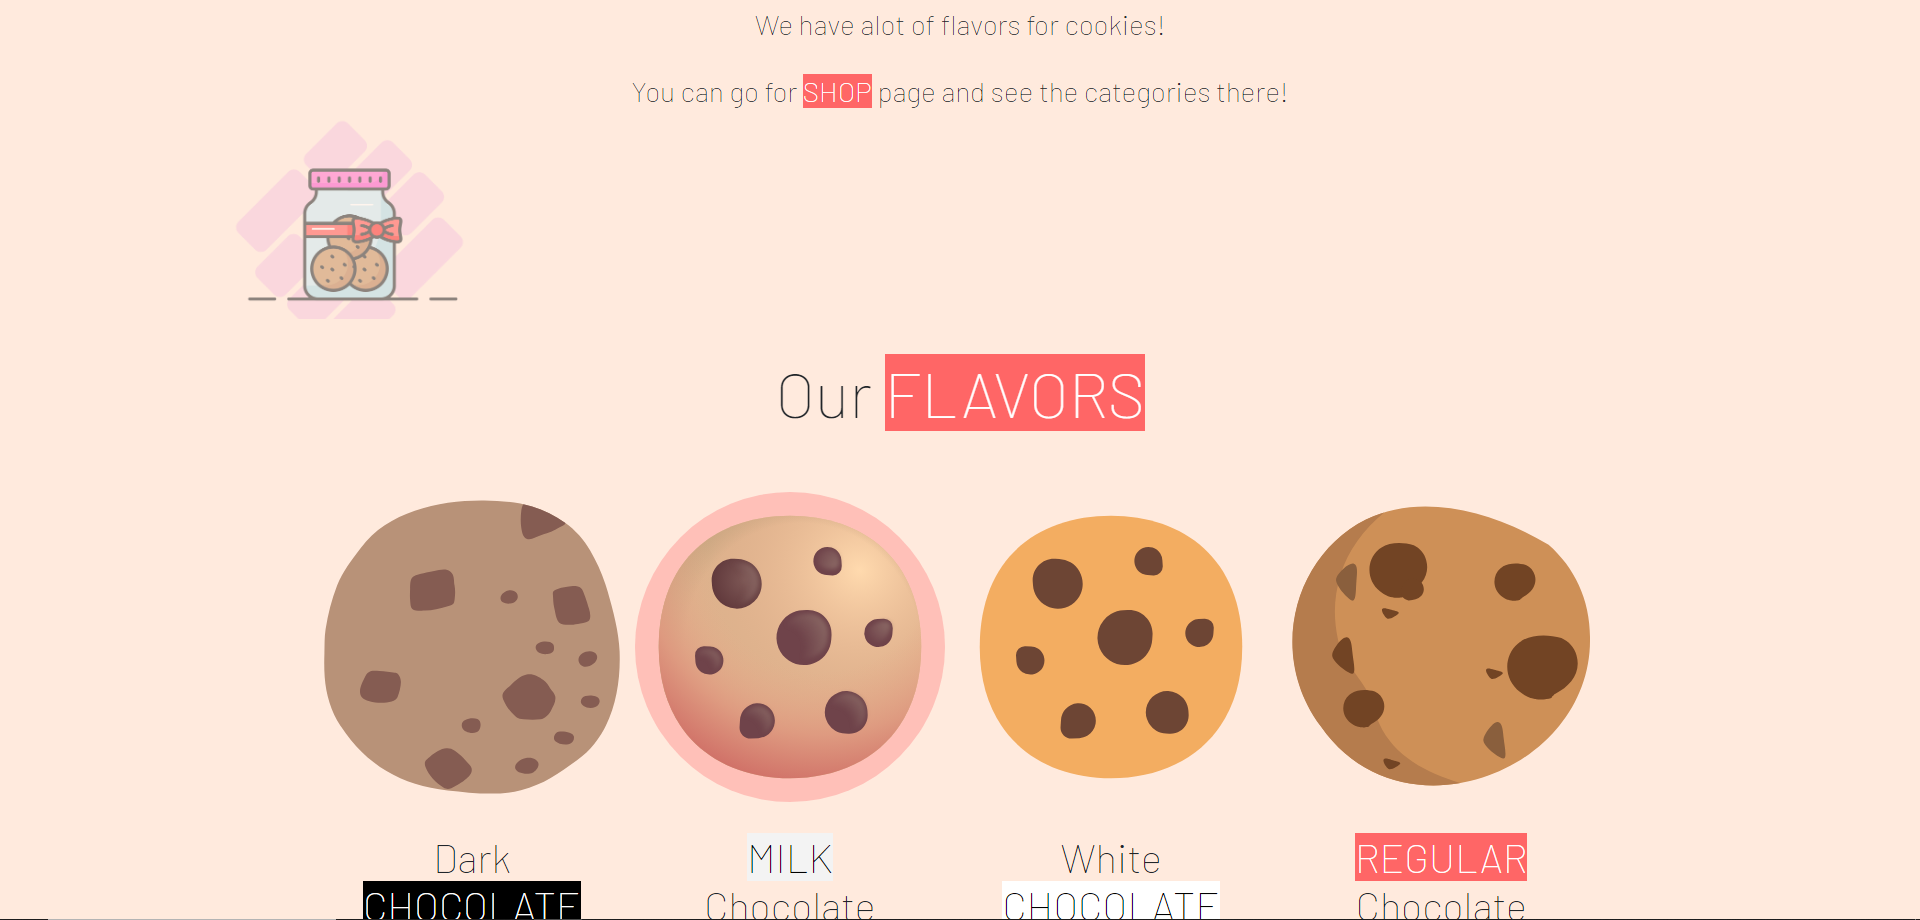 We have alot of flavors for cookies!
You can go for SHOP page and see the categories there!
Our FLAVORS
Dark
CHOCOLATE
MILK
Chocolate
White
CHOCOLATE
REGULAR
Chocolate